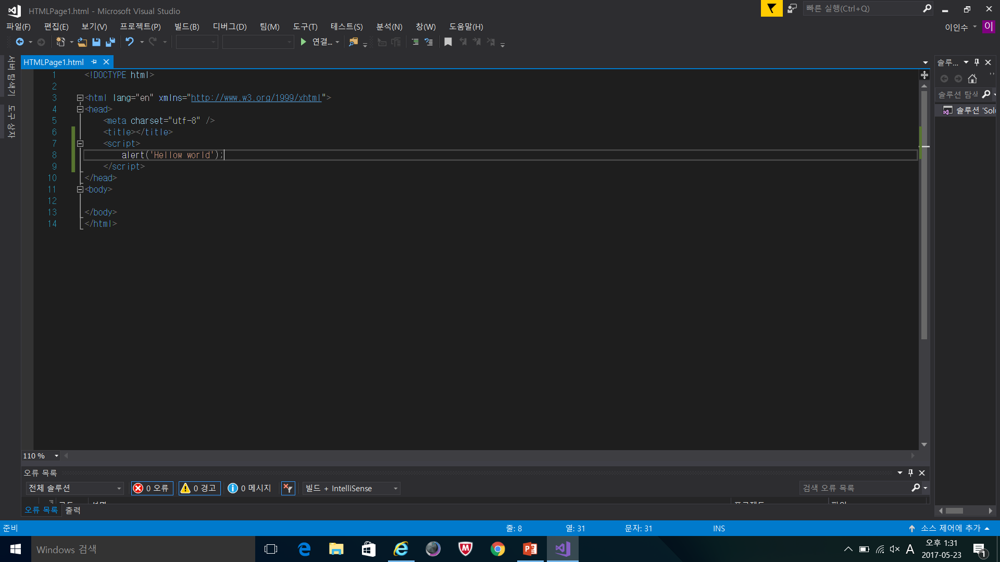 HTMLPage1.html - Microsoft Visual Studio
빠른 실행(Ctrl+Q)
파일(F) 편집(E) 보기(V) 프로젝트(P) 빌드(B) 디버그(D) 팀(M) 도구(T) 테스트(S) 분석(N) 창(W) 도움말(H)
이인수 이
연결...
서버 탐색기
도구 상자
HTMLPage1.html
1 <!DOCTYPE html>
2
3 <html lang="en" xmlns="http://www.w3.org/1999/xhtml">
4 <head>
5 <meta charset="utf-8" />
6 <title></title>
7 <script>
8 alert('Hellow world');
9 </script>
10 </head>
11 <body>
12
13 </body>
14 </html>
솔루...
솔루션 탐색
솔루션 'Solu
110 %
오류 목록
전체 솔루션 0 오류 0 경고 0 메시지 빌드 + IntelliSense 검색 오류 목록
오류 목록 출력
준비 줄: 8 열: 31 문자: 31 INS 소스 제어에 추가
Windows 검색
A
오후 1:31
2017-05-23
1